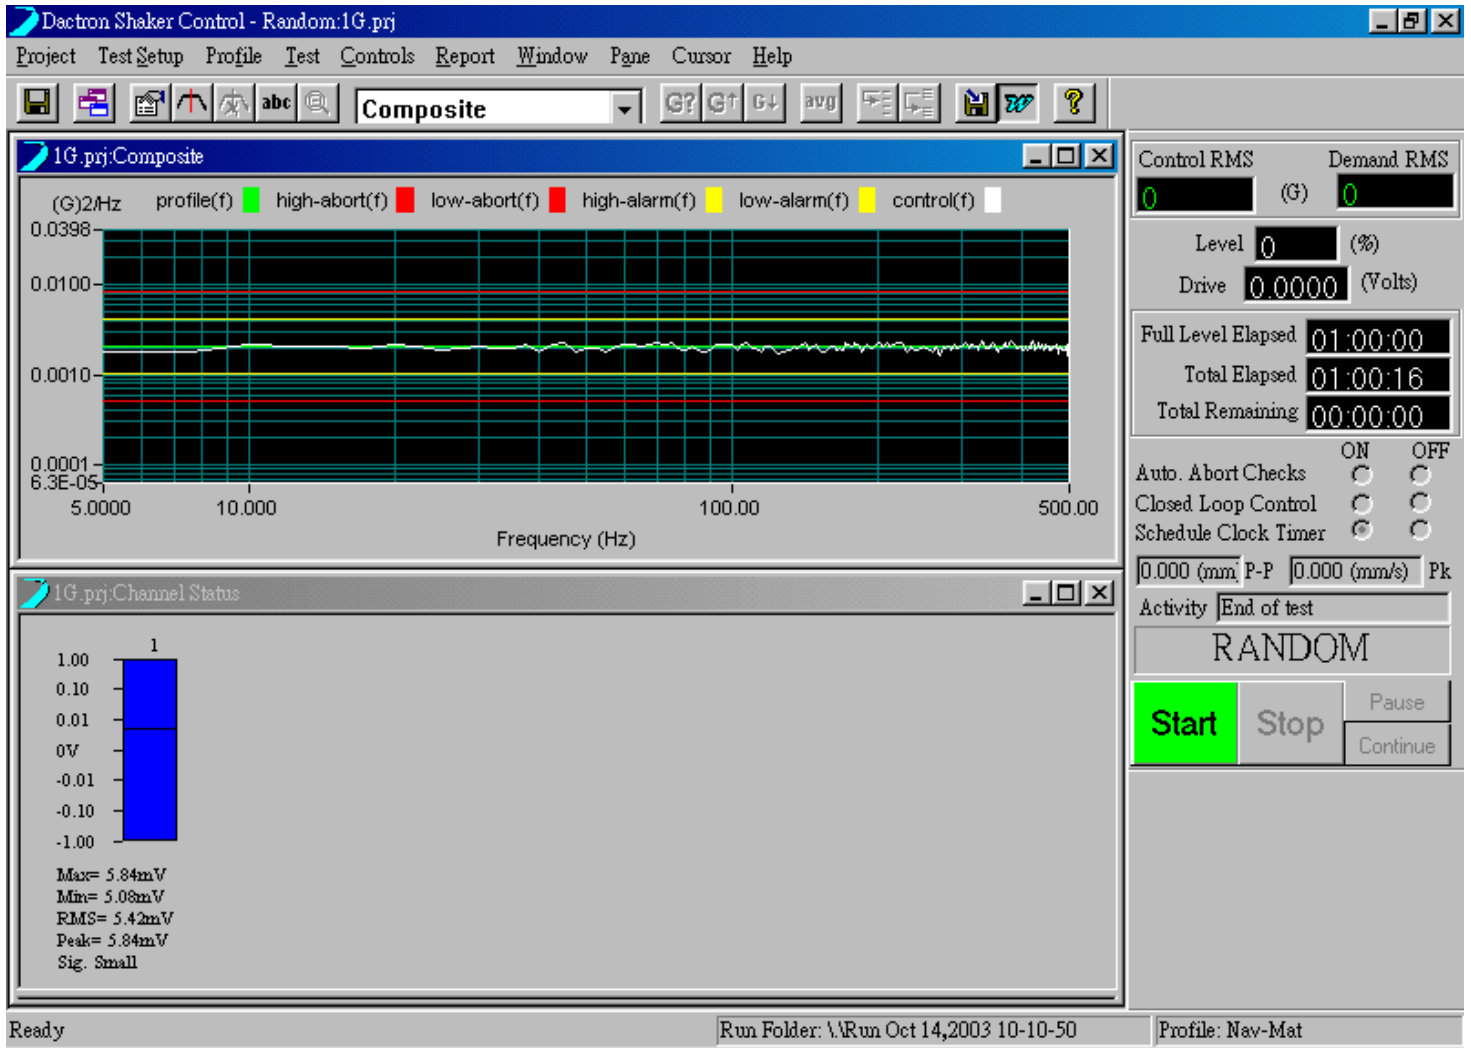 Dactron Shaker Control - Random:1G.prj
Project Test Setup Profile Test Controls Report Window Pane Cursor Help
abc Composite G? G↑ G↓ avg ?
1G.prj:Composite
(G)2/Hz profile(f) high-abort(f) low-abort(f) high-alarm(f) low-alarm(f) control(f)
0.0398
0.0100
0.0010
0.0001
6.3E-05
5.0000 10.000 100.00 500.00
Frequency (Hz)
1G.prj:Channel Status
1
1.00
0.10
0.01
0V
-0.01
-0.10
-1.00
Max= 5.84mV
Min= 5.08mV
RMS= 5.42mV
Peak= 5.84mV
Sig. Small
Control RMS Demand RMS
0 (G) 0
Level 0 (%)
Drive 0.0000 (Volts)
Full Level Elapsed 01:00:00
Total Elapsed 01:00:16
Total Remaining 00:00:00
ON OFF
Auto. Abort Checks
Closed Loop Control
Schedule Clock Timer
0.000 (mm) P-P 0.000 (mm/s) Pk
Activity End of test
RANDOM
Start Stop Pause
Continue
Ready Run Folder: \.\Run Oct 14,2003 10-10-50 Profile: Nav-Mat